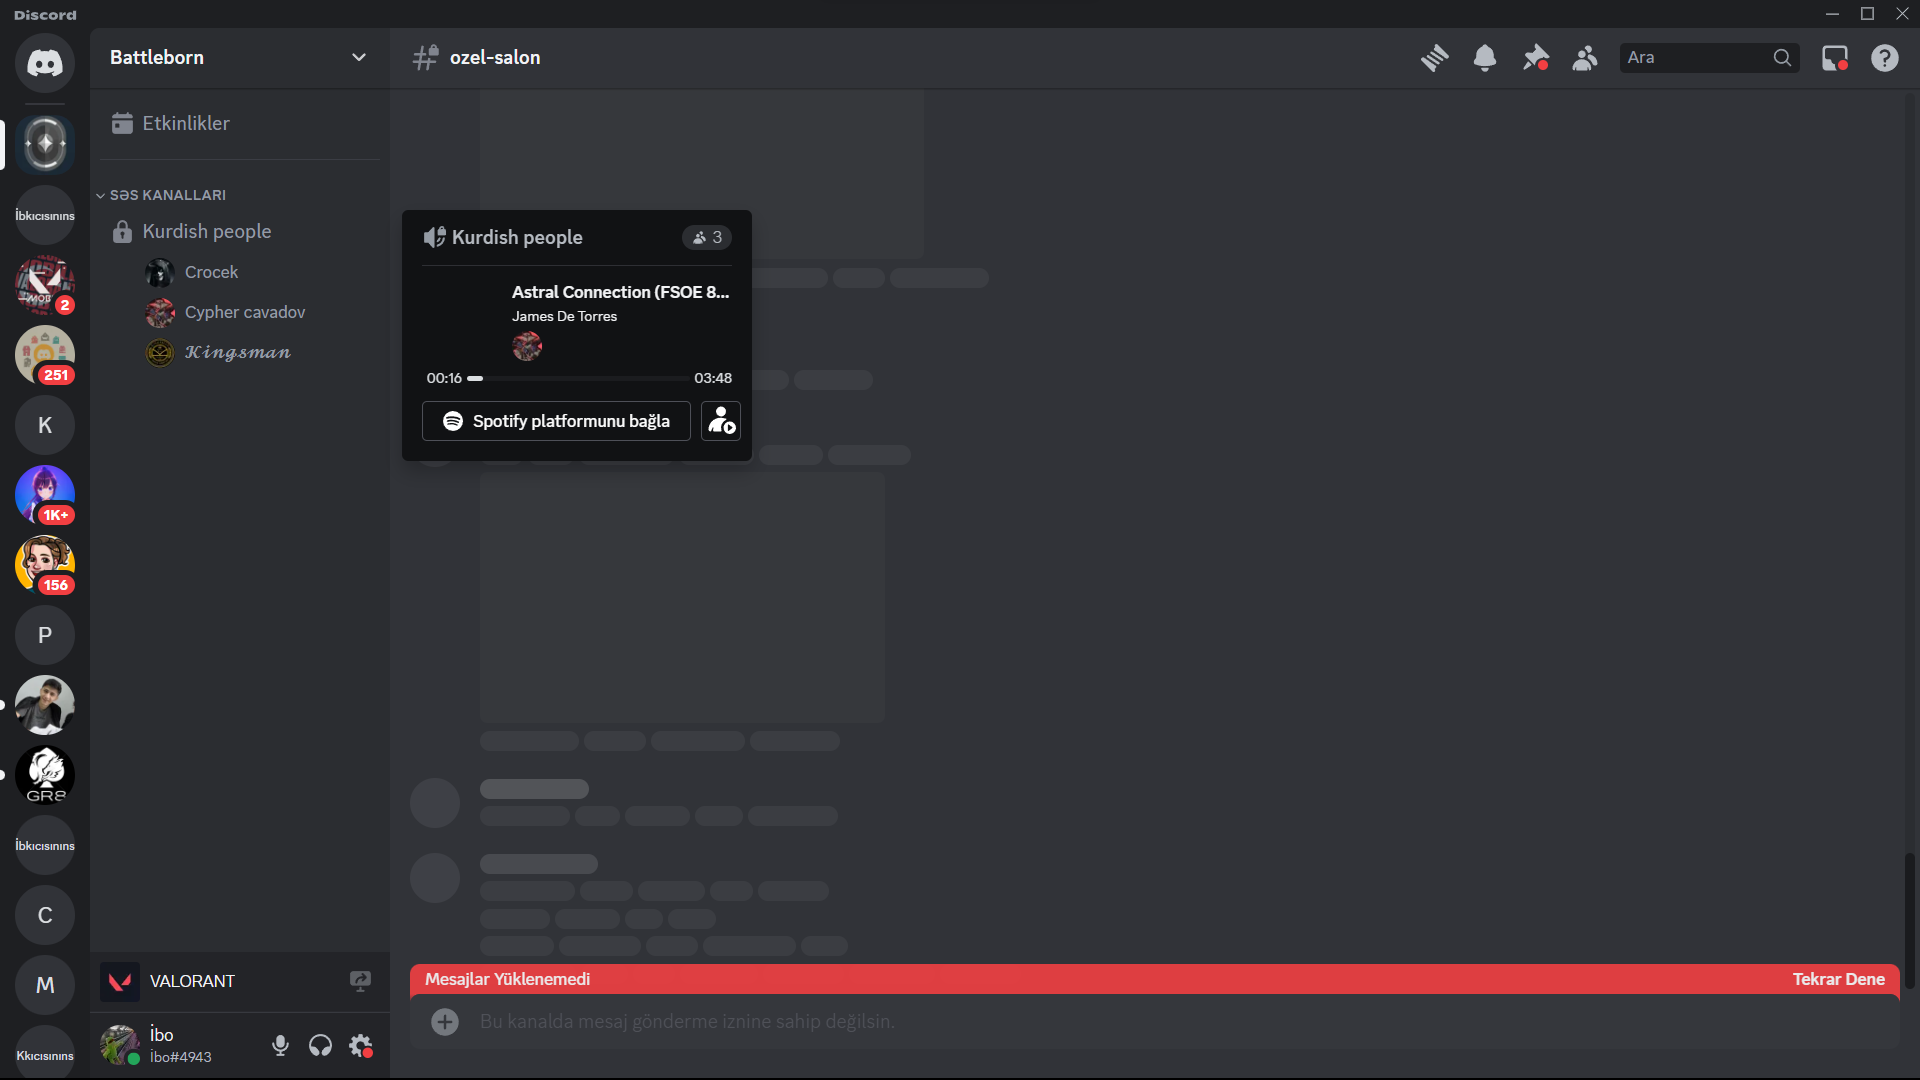 Discord
Battleborn
ozel-salon
Ara
Etkinlikler
SƏS KANALLARI
Kurdish people
Crocek
Cypher cavadov
𝓚𝓲𝓷𝓰𝓼𝓶𝓪𝓷
Kurdish people
3
Astral Connection (FSOE 8...
James De Torres
00:16
03:48
Spotify platformunu bağla
İbkıcısınıns
2
251
K
1K+
156
P
GR8
İbkıcısınıns
C
M
Kkıcısınıns
VALORANT
İbo
İbo#4943
Mesajlar Yüklenemedi
Tekrar Dene
Bu kanalda mesaj gönderme iznine sahip değilsin.